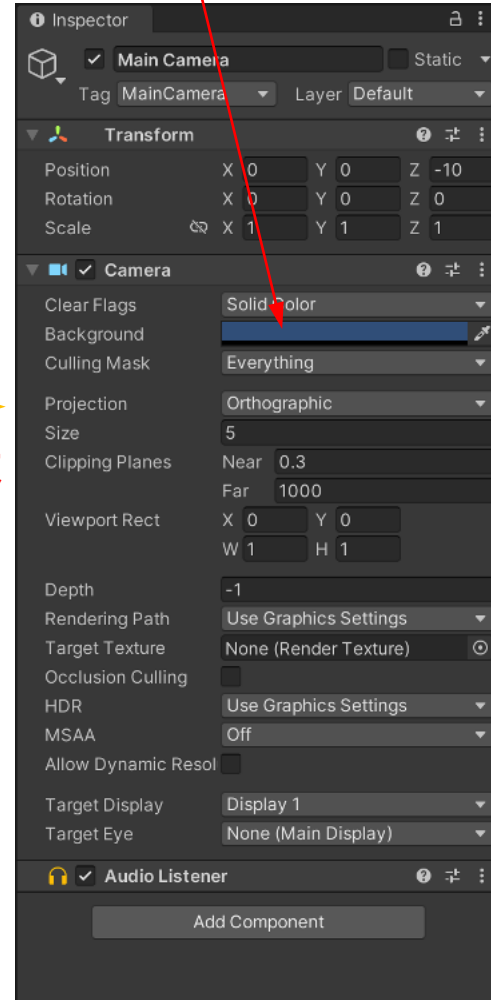 Inspector
Main Camera Static
Tag MainCamera Layer Default
Transform
Position X 0 Y 0 Z -10
Rotation X 0 Y 0 Z 0
Scale X 1 Y 1 Z 1
Camera
Clear Flags Solid Color
Background
Culling Mask Everything
Projection Orthographic
Size 5
Clipping Planes Near 0.3
Far 1000
Viewport Rect X 0 Y 0
W 1 H 1
Depth -1
Rendering Path Use Graphics Settings
Target Texture None (Render Texture)
Occlusion Culling
HDR Use Graphics Settings
MSAA Off
Allow Dynamic Resol
Target Display Display 1
Target Eye None (Main Display)
Audio Listener
Add Component